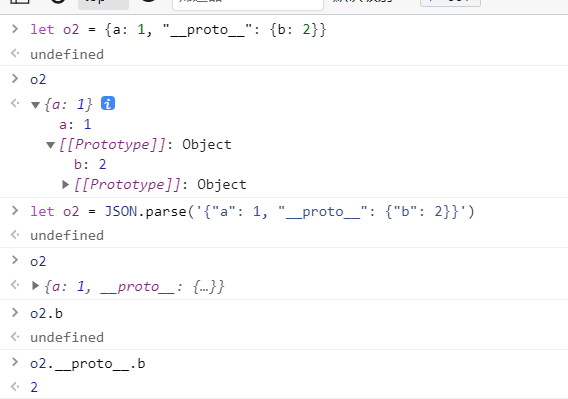 let o2 = {a: 1, "__proto__": {b: 2}}
undefined
o2
{a: 1}
a: 1
[[Prototype]]: Object
b: 2
[[Prototype]]: Object
let o2 = JSON.parse('{"a": 1, "__proto__": {"b": 2}}')
undefined
o2
{a: 1, __proto__: {…}}
o2.b
undefined
o2.__proto__.b
2